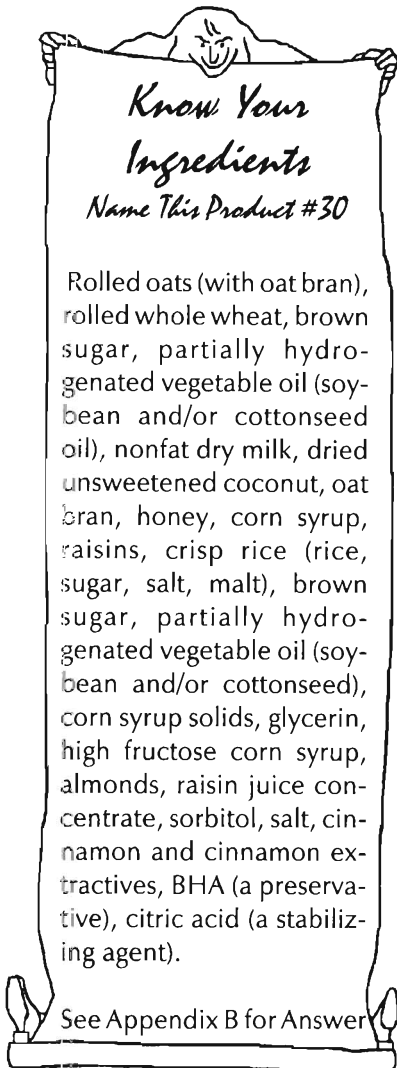 Know Your
Ingredients
Name This Product #30
Rolled oats (with oat bran),
rolled whole wheat, brown
sugar, partially hydro-
genated vegetable oil (soy-
bean and/or cottonseed
oil), nonfat dry milk, dried
unsweetened coconut, oat
bran, honey, corn syrup,
raisins, crisp rice (rice,
sugar, salt, malt), brown
sugar, partially hydro-
genated vegetable oil (soy-
bean and/or cottonseed),
corn syrup solids, glycerin,
high fructose corn syrup,
almonds, raisin juice con-
centrate, sorbitol, salt, cin-
namon and cinnamon ex-
tractives, BHA (a preserva-
tive), citric acid (a stabiliz-
ing agent).
See Appendix B for Answer